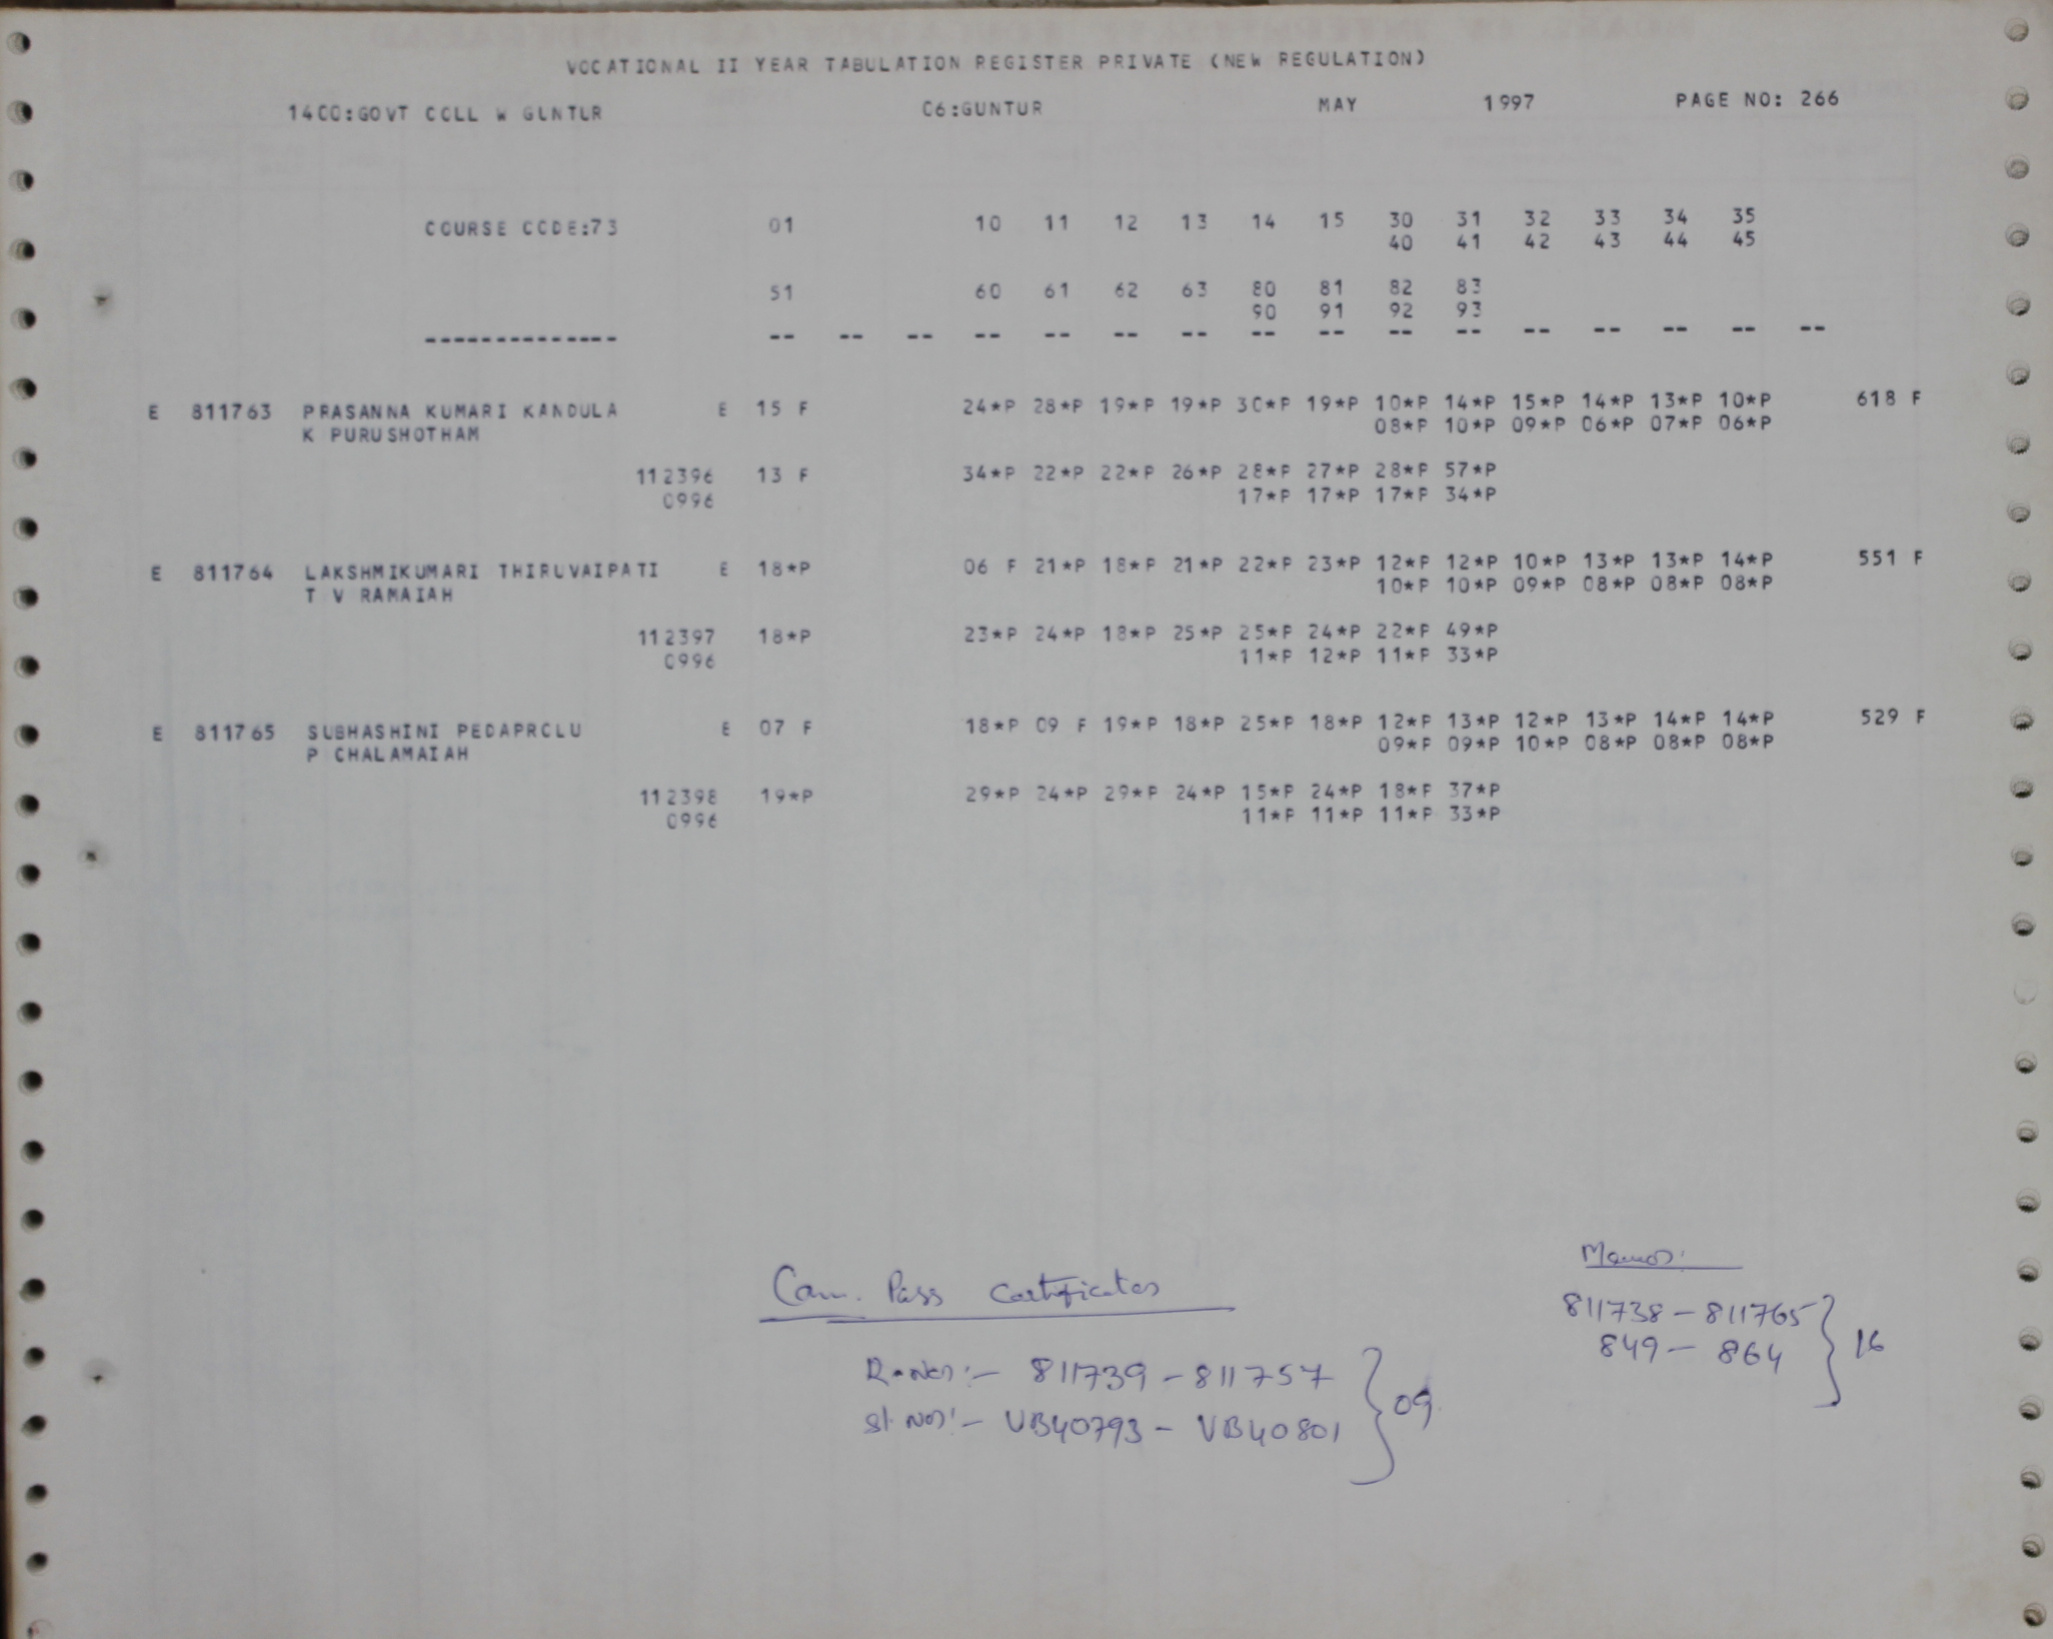 VOCATIONAL II YEAR TABULATION REGISTER PRIVATE (NEW REGULATION)
1400:GOVT COLL W GUNTUR 06:GUNTUR MAY 1997 PAGE NO: 266
COURSE CODE:73 01 10 11 12 13 14 15 30 31 32 33 34 35
40 41 42 43 44 45
51 60 61 62 63 80 81 82 83
90 91 92 93
-------------- -- -- -- -- -- -- -- -- -- -- -- -- -- -- -- --
E 811763 PRASANNA KUMARI KANDULA E 15 F 24*P 28*P 19*P 19*P 30*P 19*P 10*P 14*P 15*P 14*P 13*P 10*P 618 F
K PURUSHOTHAM 08*P 10*P 09*P 06*P 07*P 06*P
112396 13 F 34*P 22*P 22*P 26*P 28*P 27*P 28*P 57*P
0996 17*P 17*P 17*P 34*P
E 811764 LAKSHMIKUMARI THIRUVAIPATI E 18*P 06 F 21*P 18*P 21*P 22*P 23*P 12*P 12*P 10*P 13*P 13*P 14*P 551 F
T V RAMAIAH 10*P 10*P 09*P 08*P 08*P 08*P
112397 18*P 23*P 24*P 18*P 25*P 25*P 24*P 22*P 49*P
0996 11*P 12*P 11*P 33*P
E 811765 SUBHASHINI PEDAPROLU E 07 F 18*P 09 F 19*P 18*P 25*P 18*P 12*P 13*P 12*P 13*P 14*P 14*P 529 F
P CHALAMAIAH 09*P 09*P 10*P 08*P 08*P 08*P
112398 19*P 29*P 24*P 29*P 24*P 15*P 24*P 18*P 37*P
0996 11*P 11*P 11*P 33*P
Cam. Pass Certificates
R.Nos:- 811739 - 811757 } 09
Sl. Nos:- VB40793 - VB40801
Memos:
811738 - 811765 } 16
849 - 864